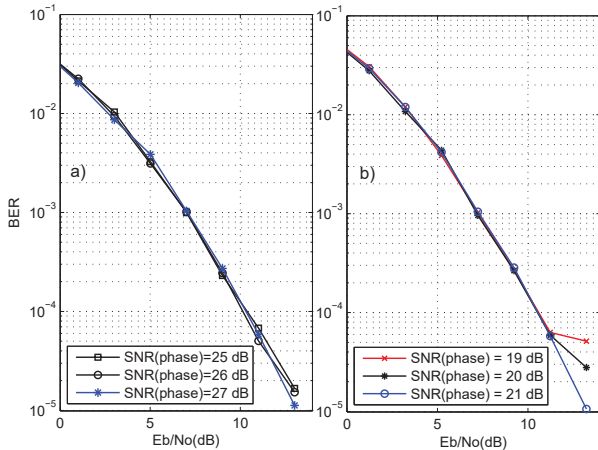 10^-1
10^-2
10^-3
10^-4
10^-5
BER
a)
SNR(phase)=25 dB
SNR(phase)=26 dB
SNR(phase)=27 dB
0
5
10
Eb/No(dB)
10^-1
10^-2
10^-3
10^-4
10^-5
b)
SNR(phase) = 19 dB
SNR(phase) = 20 dB
SNR(phase) = 21 dB
0
5
10
Eb/No(dB)